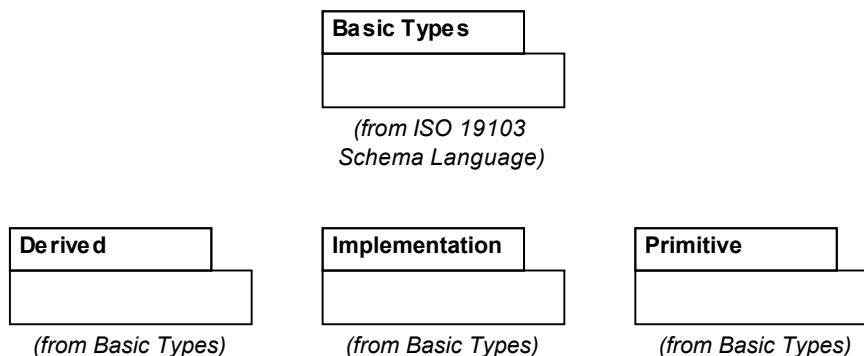 Basic Types
(from ISO 19103
Schema Language)
Derived
Implementation
Primitive
(from Basic Types)
(from Basic Types)
(from Basic Types)